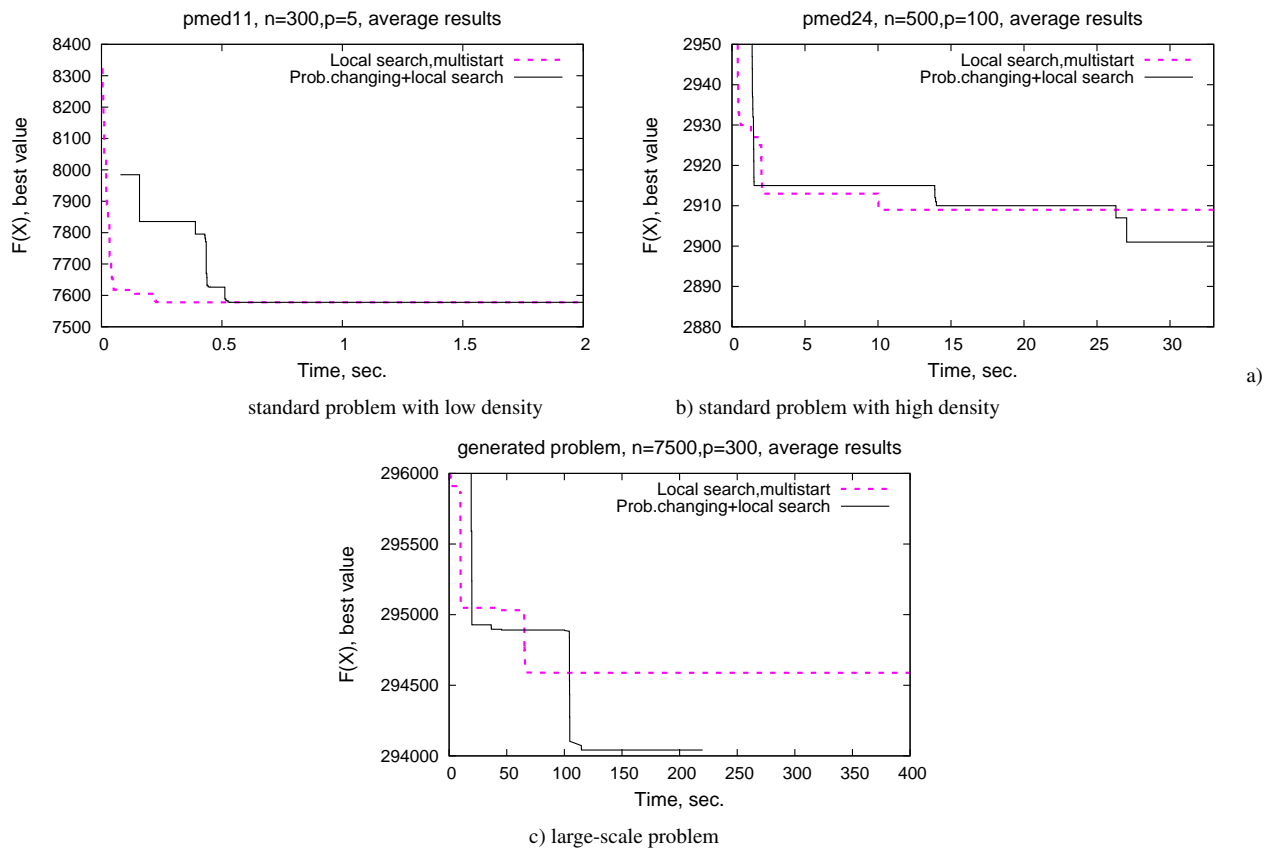 pmed11, n=300,p=5, average results
8400
8300
8200
8100
8000
7900
7800
7700
7600
7500
F(X), best value
Local search,multistart
Prob.changing+local search
0
0.5
1
1.5
2
Time, sec.
pmed24, n=500,p=100, average results
2950
2940
2930
2920
2910
2900
2890
2880
F(X), best value
Local search,multistart
Prob.changing+local search
0
5
10
15
20
25
30
Time, sec.
a)
standard problem with low density
b) standard problem with high density
generated problem, n=7500,p=300, average results
296000
295500
295000
294500
294000
F(X), best value
Local search,multistart
Prob.changing+local search
0
50
100
150
200
250
300
350
400
Time, sec.
c) large-scale problem